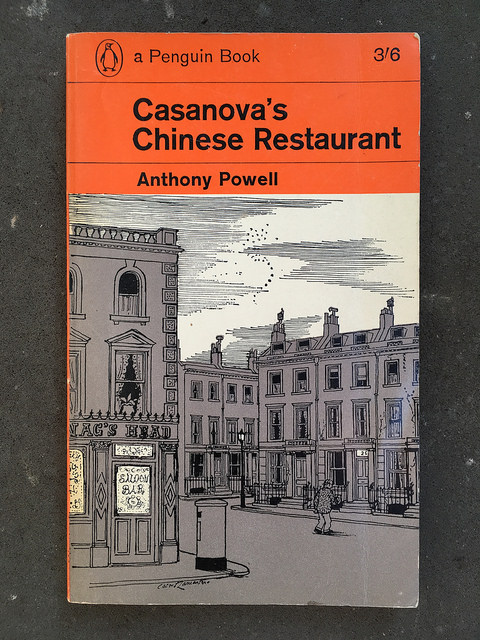 a Penguin Book 3/6
Casanova's
Chinese Restaurant
Anthony Powell
NAG'S HEAD
SALOON
BAR